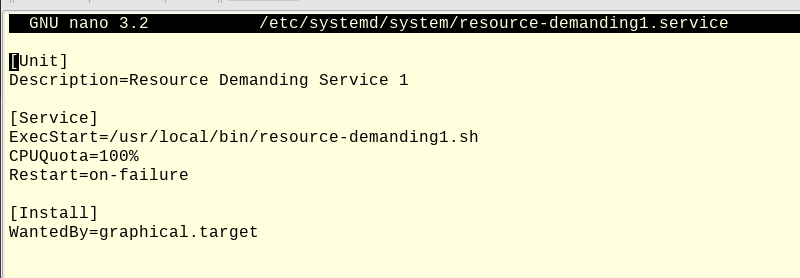 GNU nano 3.2 /etc/systemd/system/resource-demanding1.service
[Unit]
Description=Resource Demanding Service 1
[Service]
ExecStart=/usr/local/bin/resource-demanding1.sh
CPUQuota=100%
Restart=on-failure
[Install]
WantedBy=graphical.target